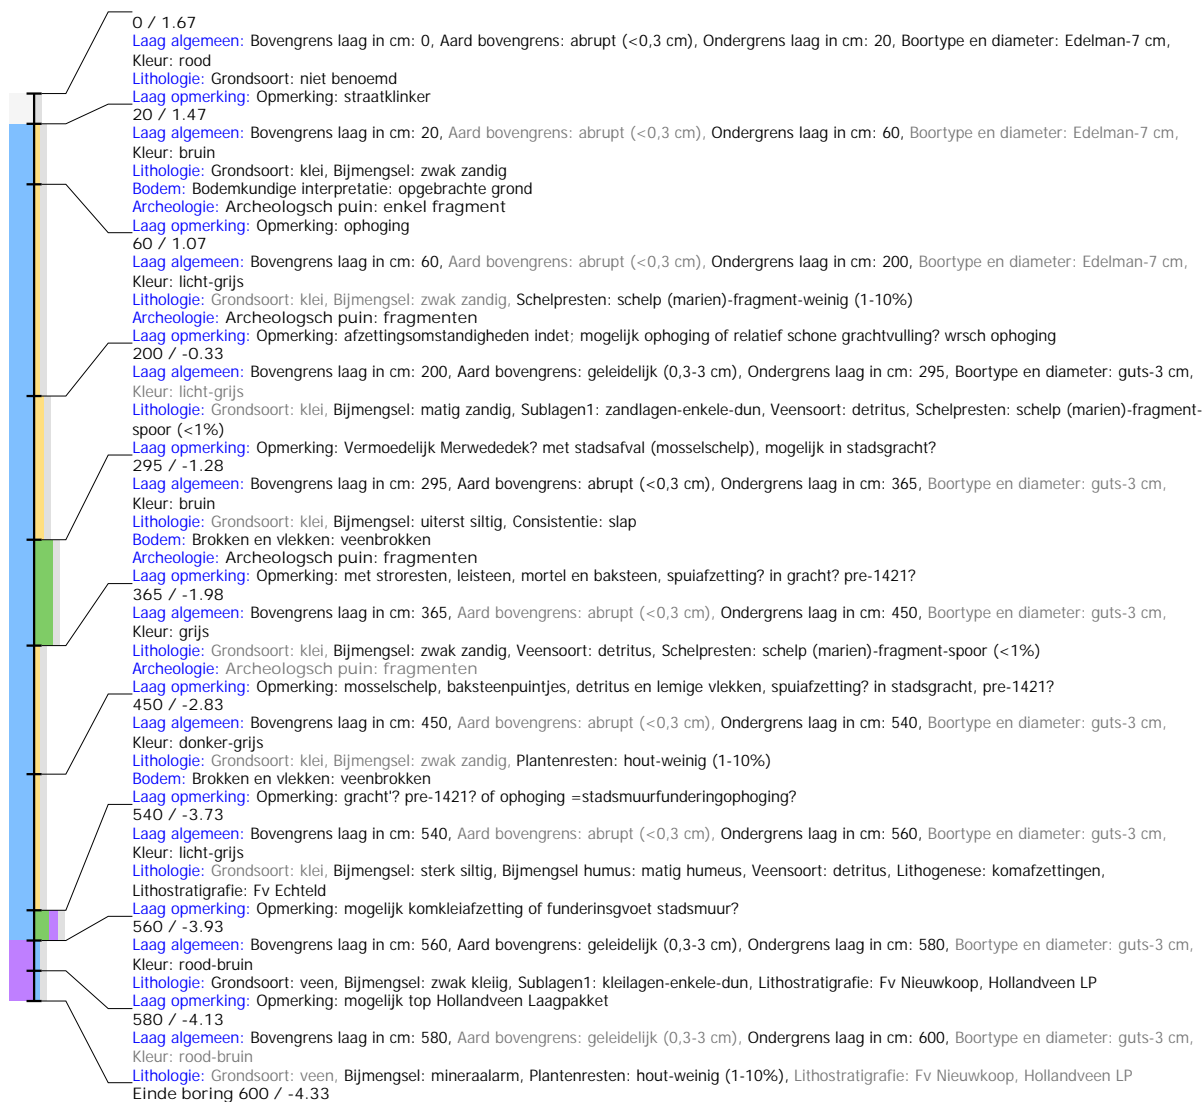 0 / 1.67
Laag algemeen: Bovengrens laag in cm: 0, Aard bovengrens: abrupt (<0,3 cm), Ondergrens laag in cm: 20, Boortype en diameter: Edelman-7 cm,
Kleur: rood
Lithologie: Grondsoort: niet benoemd
Laag opmerking: Opmerking: straatklinker
20 / 1.47
Laag algemeen: Bovengrens laag in cm: 20, Aard bovengrens: abrupt (<0,3 cm), Ondergrens laag in cm: 60, Boortype en diameter: Edelman-7 cm,
Kleur: bruin
Lithologie: Grondsoort: klei, Bijmengsel: zwak zandig
Bodem: Bodemkundige interpretatie: opgebrachte grond
Archeologie: Archeologsch puin: enkel fragment
Laag opmerking: Opmerking: ophoging
60 / 1.07
Laag algemeen: Bovengrens laag in cm: 60, Aard bovengrens: abrupt (<0,3 cm), Ondergrens laag in cm: 200, Boortype en diameter: Edelman-7 cm,
Kleur: licht-grijs
Lithologie: Grondsoort: klei, Bijmengsel: zwak zandig, Schelpresten: schelp (marien)-fragment-weinig (1-10%)
Archeologie: Archeologsch puin: fragmenten
Laag opmerking: Opmerking: afzettingsomstandigheden indet; mogelijk ophoging of relatief schone grachtvulling? wrsch ophoging
200 / -0.33
Laag algemeen: Bovengrens laag in cm: 200, Aard bovengrens: geleidelijk (0,3-3 cm), Ondergrens laag in cm: 295, Boortype en diameter: guts-3 cm,
Kleur: licht-grijs
Lithologie: Grondsoort: klei, Bijmengsel: matig zandig, Sublagen1: zandlagen-enkele-dun, Veensoort: detritus, Schelpresten: schelp (marien)-fragment-
spoor (<1%)
Laag opmerking: Opmerking: Vermoedelijk Merwededek? met stadsafval (mosselschelp), mogelijk in stadsgracht?
295 / -1.28
Laag algemeen: Bovengrens laag in cm: 295, Aard bovengrens: abrupt (<0,3 cm), Ondergrens laag in cm: 365, Boortype en diameter: guts-3 cm,
Kleur: bruin
Lithologie: Grondsoort: klei, Bijmengsel: uiterst siltig, Consistentie: slap
Bodem: Brokken en vlekken: veenbrokken
Archeologie: Archeologsch puin: fragmenten
Laag opmerking: Opmerking: met stroresten, leisteen, mortel en baksteen, spuiafzetting? in gracht? pre-1421?
365 / -1.98
Laag algemeen: Bovengrens laag in cm: 365, Aard bovengrens: abrupt (<0,3 cm), Ondergrens laag in cm: 450, Boortype en diameter: guts-3 cm,
Kleur: grijs
Lithologie: Grondsoort: klei, Bijmengsel: zwak zandig, Veensoort: detritus, Schelpresten: schelp (marien)-fragment-spoor (<1%)
Archeologie: Archeologsch puin: fragmenten
Laag opmerking: Opmerking: mosselschelp, baksteenpuintjes, detritus en lemige vlekken, spuiafzetting? in stadsgracht, pre-1421?
450 / -2.83
Laag algemeen: Bovengrens laag in cm: 450, Aard bovengrens: abrupt (<0,3 cm), Ondergrens laag in cm: 540, Boortype en diameter: guts-3 cm,
Kleur: donker-grijs
Lithologie: Grondsoort: klei, Bijmengsel: zwak zandig, Plantenresten: hout-weinig (1-10%)
Bodem: Brokken en vlekken: veenbrokken
Laag opmerking: Opmerking: gracht'? pre-1421? of ophoging =stadsmuurfunderingophoging?
540 / -3.73
Laag algemeen: Bovengrens laag in cm: 540, Aard bovengrens: abrupt (<0,3 cm), Ondergrens laag in cm: 560, Boortype en diameter: guts-3 cm,
Kleur: licht-grijs
Lithologie: Grondsoort: klei, Bijmengsel: sterk siltig, Bijmengsel humus: matig humeus, Veensoort: detritus, Lithogenese: komafzettingen,
Lithostratigrafie: Fv Echteld
Laag opmerking: Opmerking: mogelijk komkleiafzetting of funderinsgvoet stadsmuur?
560 / -3.93
Laag algemeen: Bovengrens laag in cm: 560, Aard bovengrens: geleidelijk (0,3-3 cm), Ondergrens laag in cm: 580, Boortype en diameter: guts-3 cm,
Kleur: rood-bruin
Lithologie: Grondsoort: veen, Bijmengsel: zwak kleiig, Sublagen1: kleilagen-enkele-dun, Lithostratigrafie: Fv Nieuwkoop, Hollandveen LP
Laag opmerking: Opmerking: mogelijk top Hollandveen Laagpakket
580 / -4.13
Laag algemeen: Bovengrens laag in cm: 580, Aard bovengrens: geleidelijk (0,3-3 cm), Ondergrens laag in cm: 600, Boortype en diameter: guts-3 cm,
Kleur: rood-bruin
Lithologie: Grondsoort: veen, Bijmengsel: mineraalarm, Plantenresten: hout-weinig (1-10%), Lithostratigrafie: Fv Nieuwkoop, Hollandveen LP
Einde boring 600 / -4.33